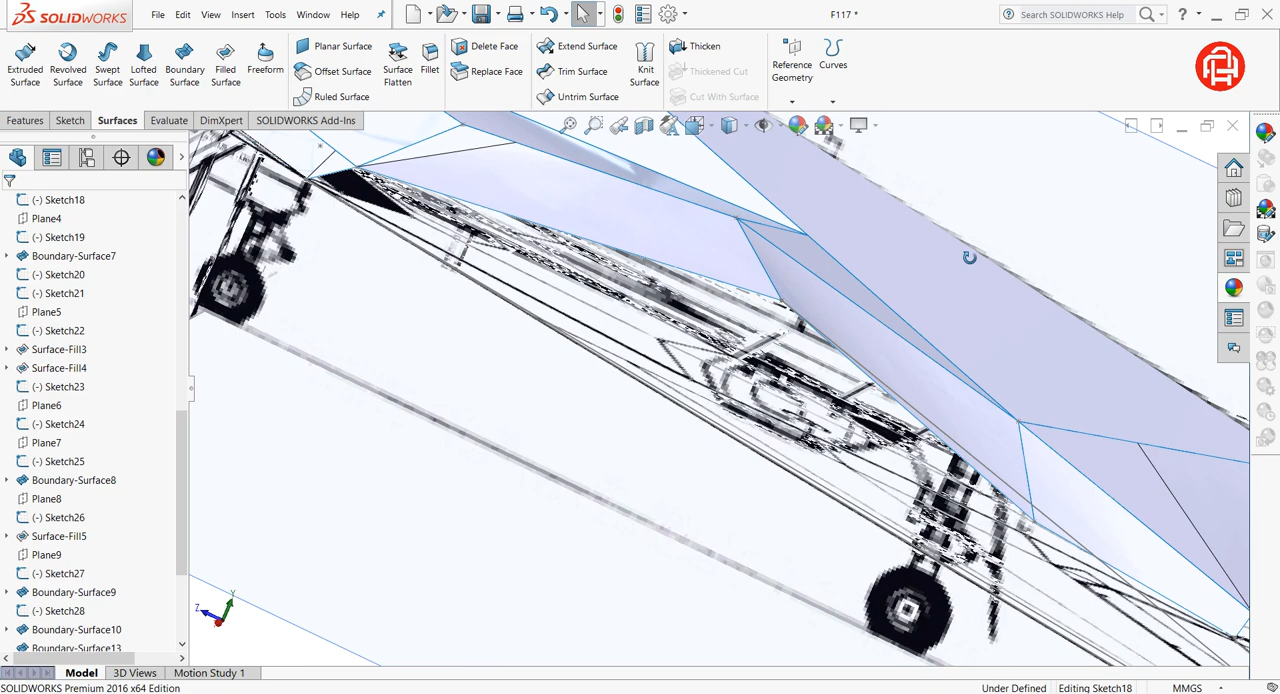 SOLIDWORKS
File Edit View Insert Tools Window Help
F117 *
Search SOLIDWORKS Help
?
Extruded Surface
Revolved Surface
Swept Surface
Lofted Surface
Boundary Surface
Filled Surface
Freeform
Planar Surface
Offset Surface
Ruled Surface
Surface Flatten
Fillet
Delete Face
Replace Face
Extend Surface
Trim Surface
Untrim Surface
Knit Surface
Thicken
Thickened Cut
Cut With Surface
Reference Geometry
Curves
Features Sketch Surfaces Evaluate DimXpert SOLIDWORKS Add-Ins
(-) Sketch18
Plane4
(-) Sketch19
Boundary-Surface7
(-) Sketch20
(-) Sketch21
Plane5
(-) Sketch22
Surface-Fill3
Surface-Fill4
(-) Sketch23
Plane6
(-) Sketch24
Plane7
(-) Sketch25
Boundary-Surface8
Plane8
(-) Sketch26
Surface-Fill5
Plane9
(-) Sketch27
Boundary-Surface9
(-) Sketch28
Boundary-Surface10
Boundary-Surface13
Z Y
Model 3D Views Motion Study 1
SOLIDWORKS Premium 2016 x64 Edition
Under Defined Editing Sketch18 MMGS